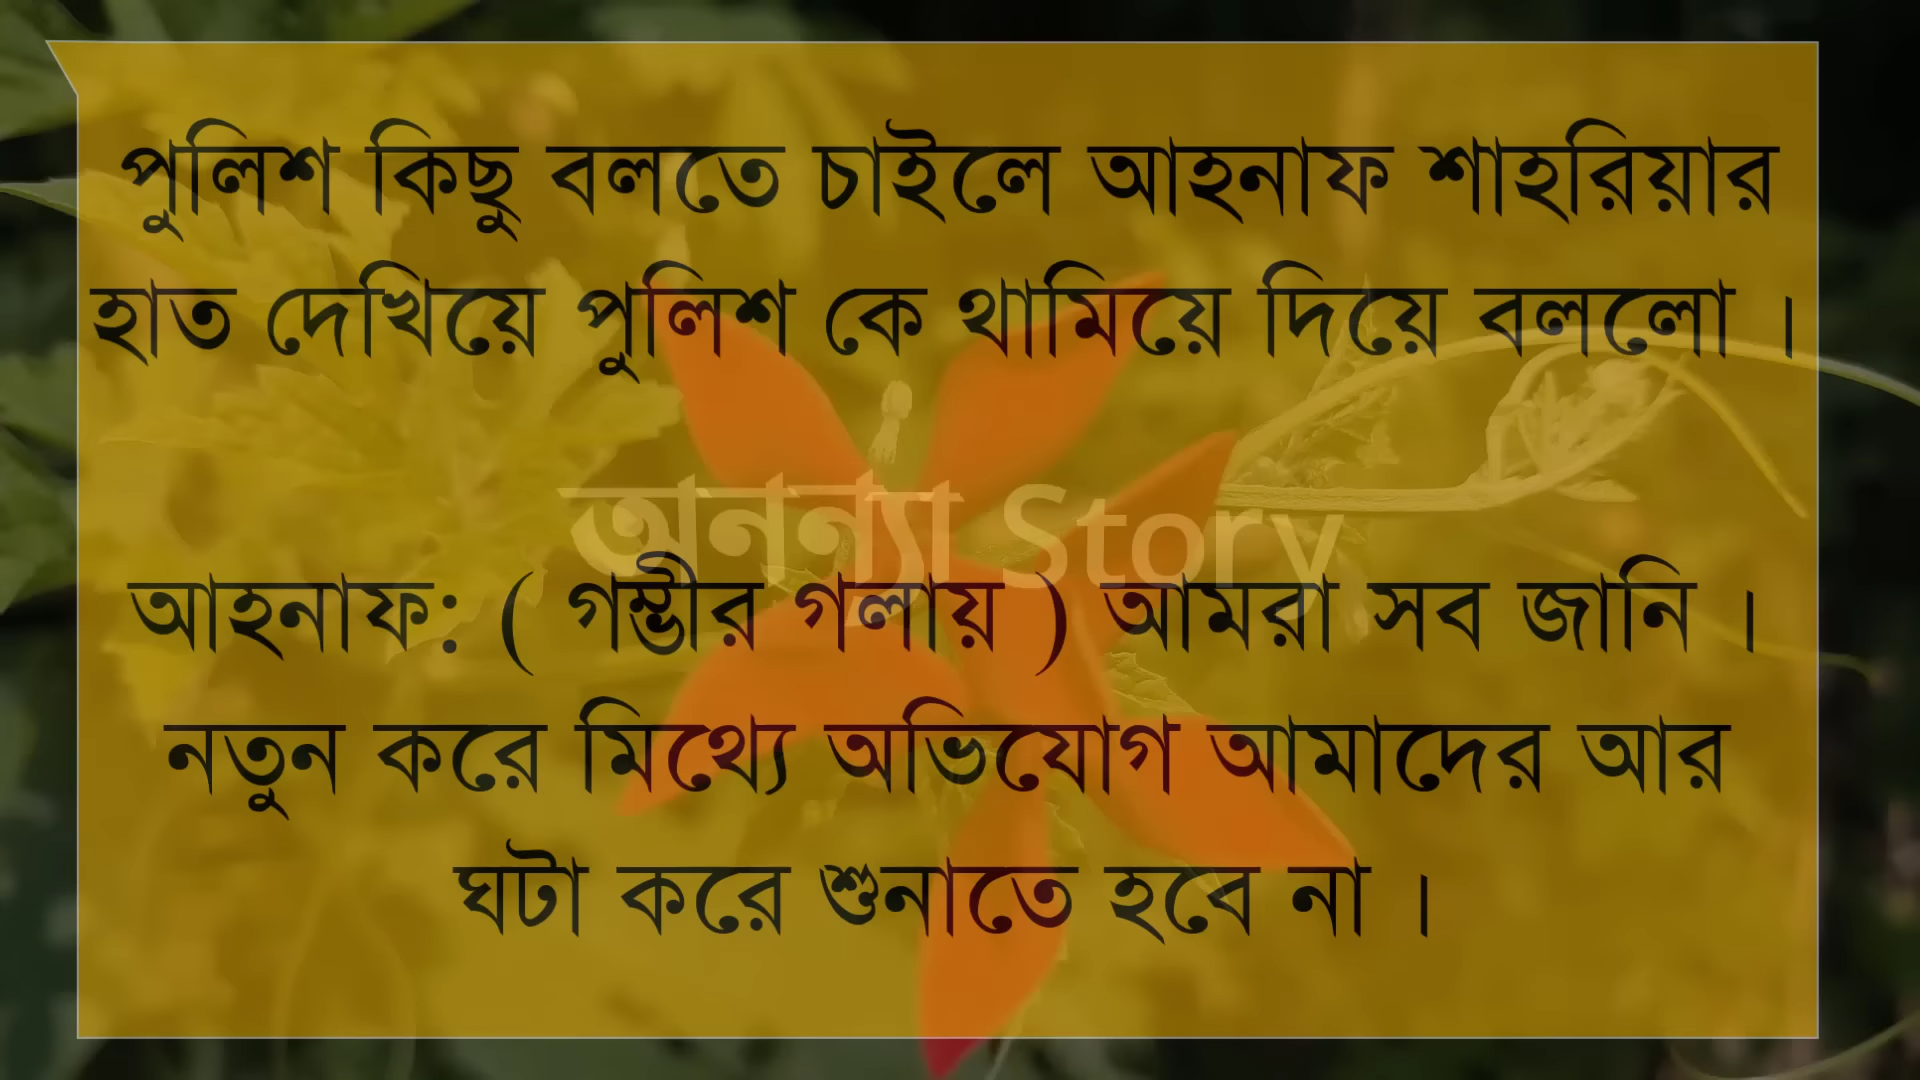 পুলিশ কিছু বলতে চাইলে আহনাফ শাহরিয়ার
হাত দেখিয়ে পুলিশ কে থামিয়ে দিয়ে বললো ।
অনন্যা Story
আহনাফ: ( গম্ভীর গলায় ) আমরা সব জানি ।
নতুন করে মিথ্যে অভিযোগ আমাদের আর
ঘটা করে শুনাতে হবে না ।